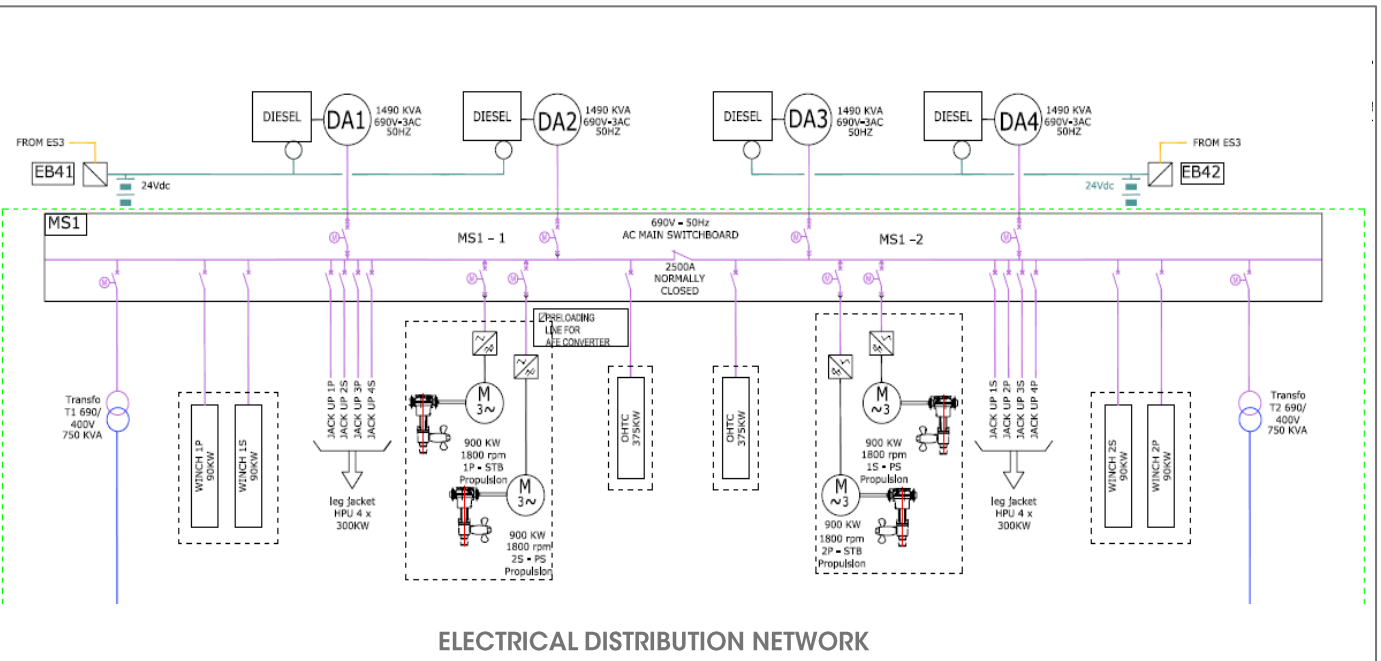 DIESEL
DA1
1490 KVA
690V-3AC
50HZ
DIESEL
DA2
1490 KVA
690V-3AC
50HZ
DIESEL
DA3
1490 KVA
690V-3AC
50HZ
DIESEL
DA4
1490 KVA
690V-3AC
50HZ
FROM ES3
EB41
24Vdc
FROM ES3
EB42
24Vdc
MS1
MS1 - 1
690V - 50Hz
AC MAIN SWITCHBOARD
MS1 -2
M
M
M
M
2500A
NORMALLY
CLOSED
M
M
M
M
M
M
PRELOADING
LINE FOR
AFE CONVERTER
Transfo
T1 690/
400V
750 KVA
WINCH 1P
90KW
WINCH 1S
90KW
JACK UP 1P
JACK UP 2S
JACK UP 3P
JACK UP 4S
leg jacket
HPU 4 x
300KW
M
3~
900 KW
1800 rpm
1P - STB
Propulsion
M
3~
900 KW
1800 rpm
2S - PS
Propulsion
OHTC
375KW
OHTC
375KW
M
~3
900 KW
1800 rpm
1S - PS
Propulsion
M
~3
900 KW
1800 rpm
2P - STB
Propulsion
JACK UP 1S
JACK UP 2P
JACK UP 3S
JACK UP 4P
leg jacket
HPU 4 x
300KW
WINCH 2S
90KW
WINCH 2P
90KW
Transfo
T2 690/
400V
750 KVA
ELECTRICAL DISTRIBUTION NETWORK